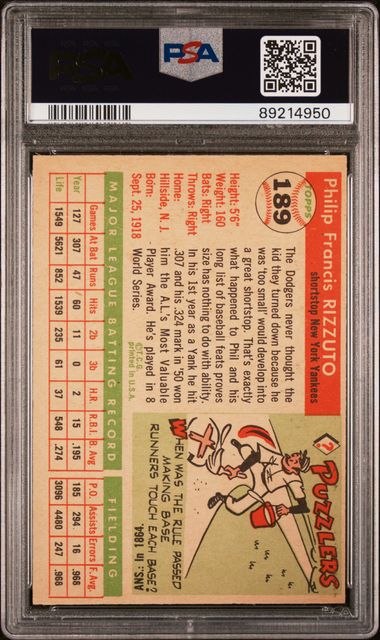 PSA
PSA
89214950
TOPPS
189
Philip Francis RIZZUTO
shortstop New York Yankees
Height: 5'6"
Weight: 160
Bats: Right
Throws: Right
Home:
Hillside, N. J.
Born:
Sept. 25, 1918
The Dodgers never thought the
kid they turned down because he
was 'too small' would develop into
a great shortstop. That's exactly
what happened to Phil and his
long list of baseball feats proves
size has nothing to do with ability.
In his 1st year as a Yank he hit
.307 and his .324 mark in '50 won
him the A.L's Most Valuable
Player Award. He's played in 8
World Series.
©T.C.G.
printed in U.S.A.
? PUZZLERS
WHEN WAS THE RULE PASSED
MAKING BASE
RUNNERS TOUCH EACH BASE?
ANS: IN 1864.
MAJOR LEAGUE BATTING RECORD FIELDING
Games At Bat Runs Hits 2b 3b H.R. R.B.I. B. Avg P.O. Assists Errors F. Avg.
Year 127 307 47 60 11 0 2 15 .195 185 294 16 .968
Life 1549 5621 852 1539 235 61 37 548 .274 3096 4480 247 .968